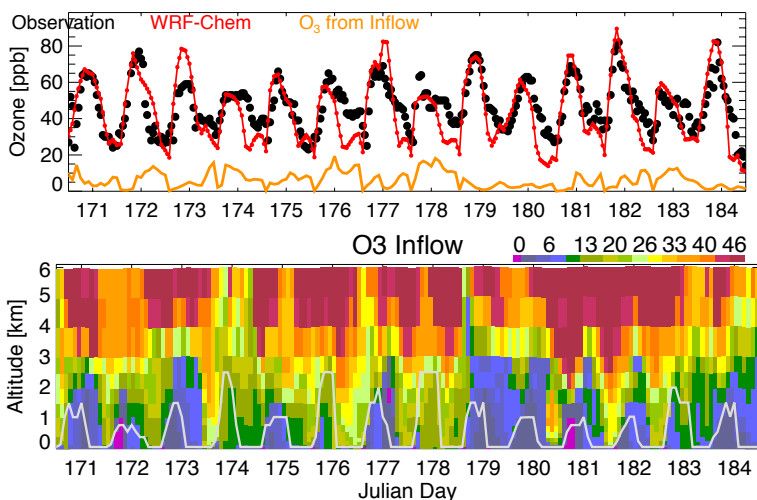 Observation WRF-Chem O3 from Inflow
Ozone [ppb]
80
60
40
20
0
171 172 173 174 175 176 177 178 179 180 181 182 183 184
O3 Inflow
0 6 13 20 26 33 40 46
Altitude [km]
6
5
4
3
2
1
0
171 172 173 174 175 176 177 178 179 180 181 182 183 184
Julian Day